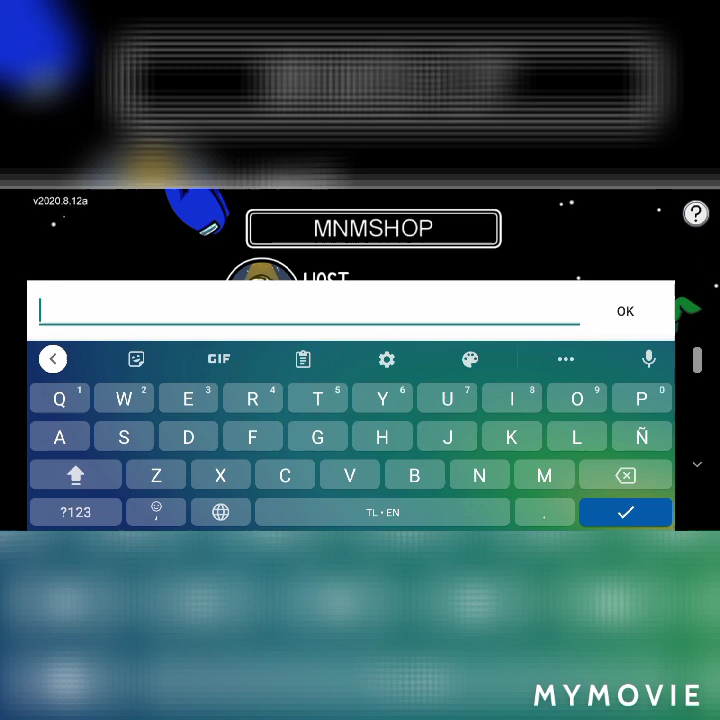 v2020.8.12a
MNMSHOP
?
HOST
OK
GIF
Q 1 W 2 E 3 R 4 T 5 Y 6 U 7 I 8 O 9 P 0
A S D F G H J K L Ñ
Z X C V B N M
?123 , TL • EN .
MYMOVIE